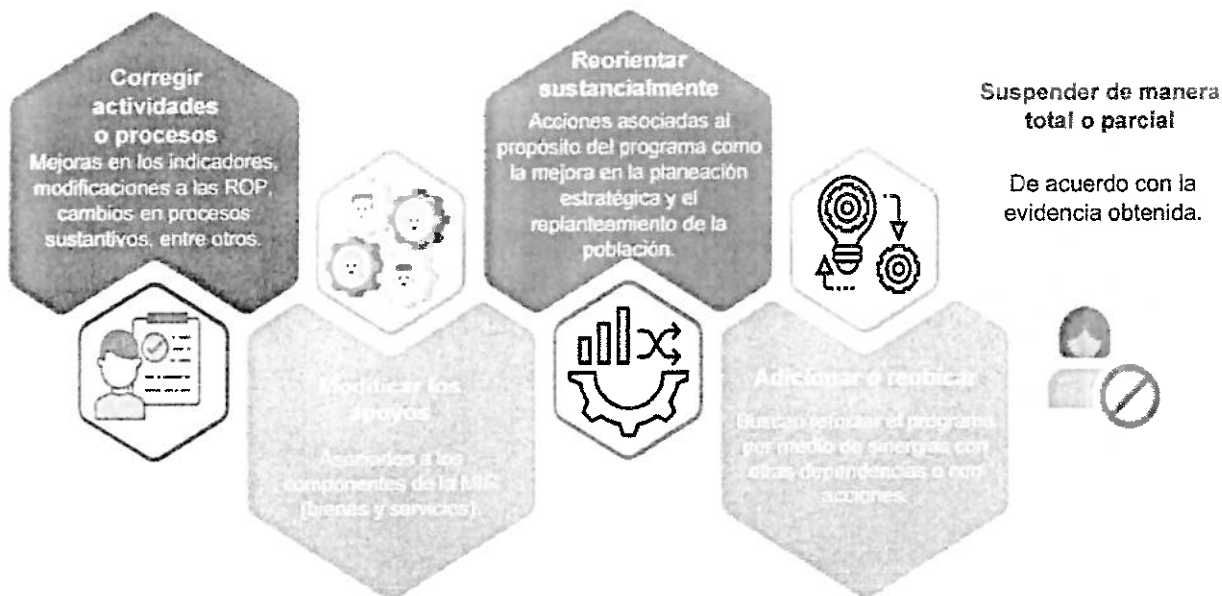 Corregir
actividades
o procesos
Mejoras en los indicadores,
modificaciones a las ROP,
cambios en procesos
sustantivos, entre otros.
Modificar los
apoyos
Asociados a los
componentes de la MIR
(bienes y servicios).
Reorientar
sustancialmente
Acciones asociadas al
propósito del programa como
la mejora en la planeación
estratégica y el
replanteamiento de la
población.
reubicar
Buscan reforzar el programa
por medio de sinergias con
otras dependencias o con
acciones.
Suspender de manera
total o parcial
De acuerdo con la
evidencia obtenida.